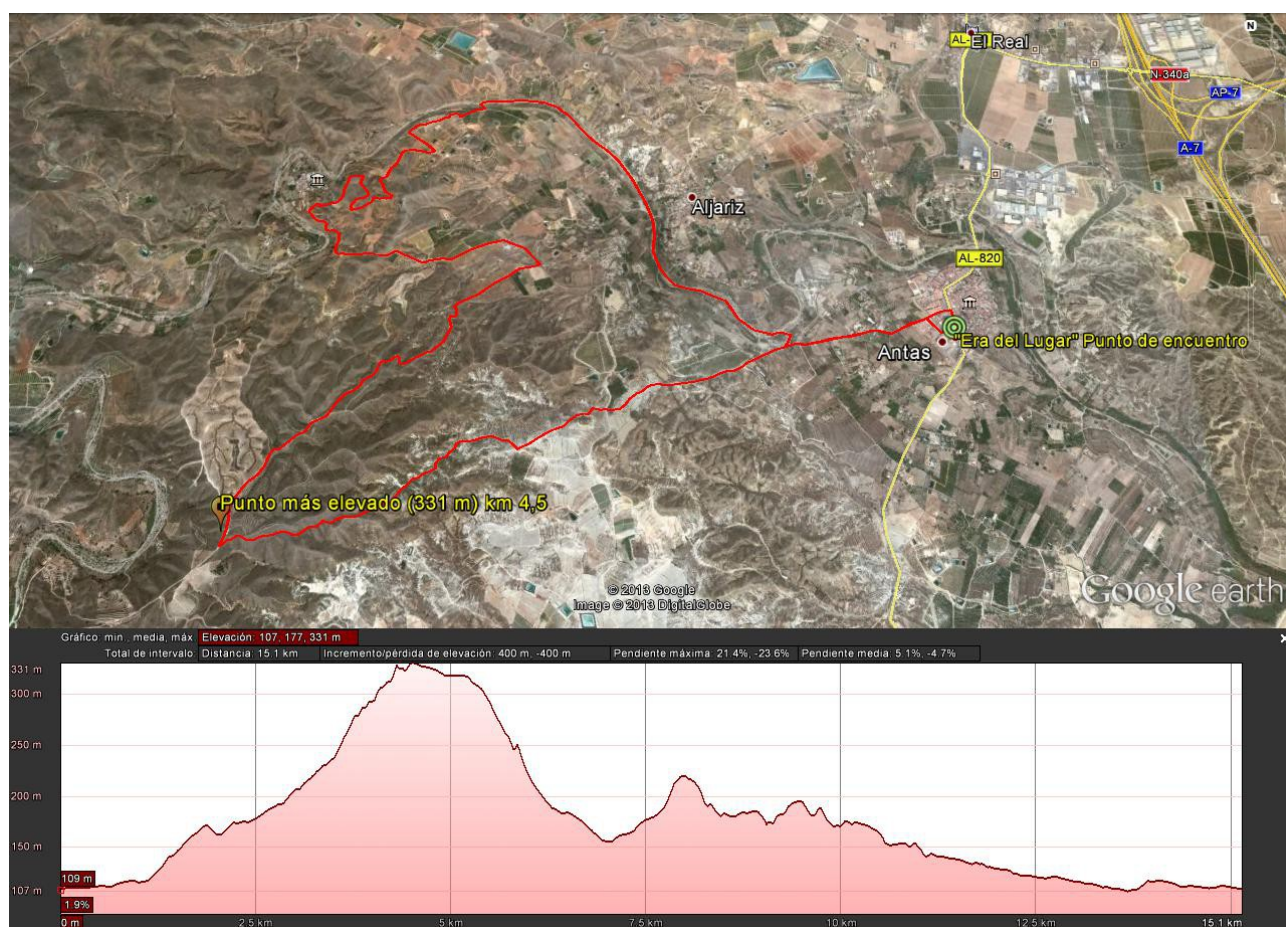 N
AL-
El Real
N-340a
AP-7
A-7
Aljariz
AL-820
"Era del Lugar" Punto de encuentro
Antas
Punto más elevado (331 m) km 4,5
© 2013 Google
Image © 2013 DigitalGlobe
Google earth
Gráfico: min., media, máx Elevación: 107, 177, 331 m
Total de intervalo: Distancia: 15.1 km Incremento/pérdida de elevación: 400 m, -400 m Pendiente máxima: 21.4%, -23.6% Pendiente media: 5.1%, -4.7%
331 m
300 m
250 m
200 m
150 m
109 m
107 m
1.9%
0 m 2.5 km 5 km 7.5 km 10 km 12.5 km 15.1 km